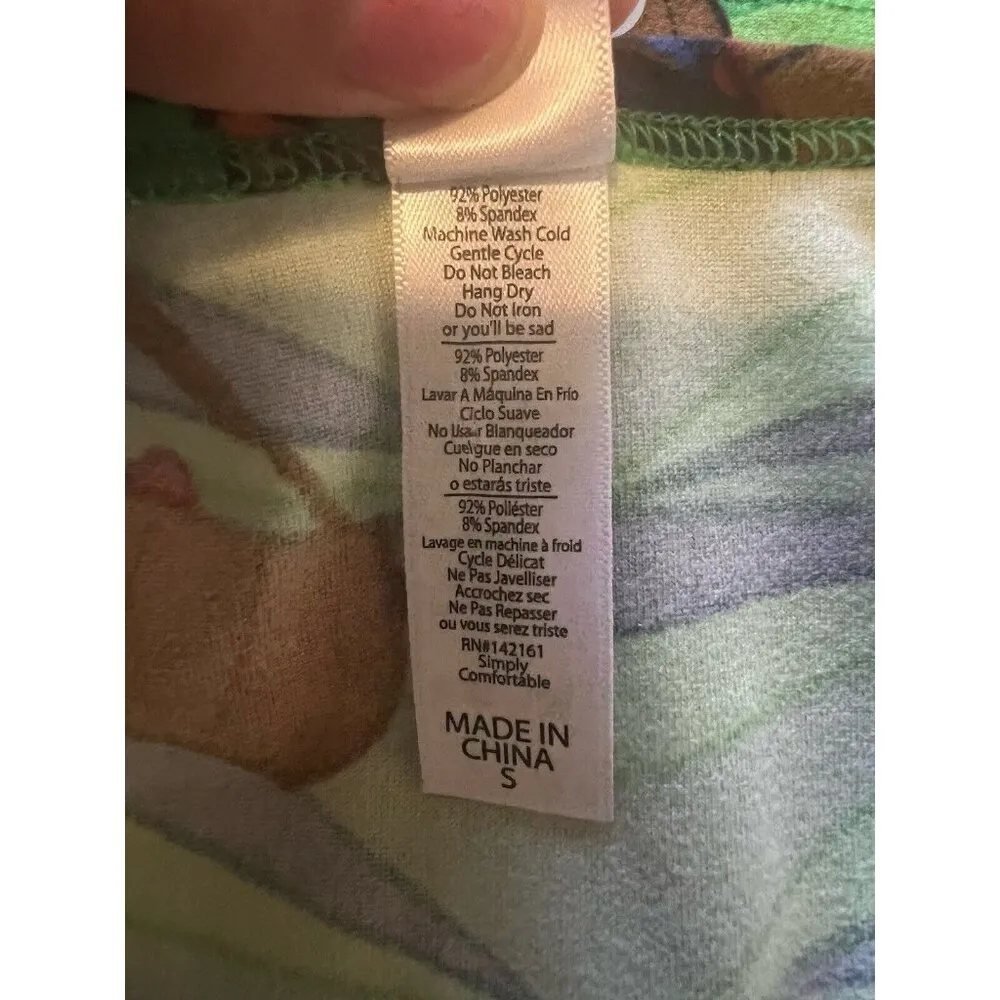 92% Polyester
8% Spandex
Machine Wash Cold
Gentle Cycle
Do Not Bleach
Hang Dry
Do Not Iron
or you'll be sad
92% Polyester
8% Spandex
Lavar A Máquina En Frío
Ciclo Suave
No Usar Blanqueador
Cuelgue en seco
No Planchar
o estarás triste
92% Polléster
8% Spandex
Lavage en machine à froid
Cycle Délicat
Ne Pas Javelliser
Accrochez sec
Ne Pas Repasser
ou vous serez triste
RN#142161
Simply
Comfortable
MADE IN
CHINA
S